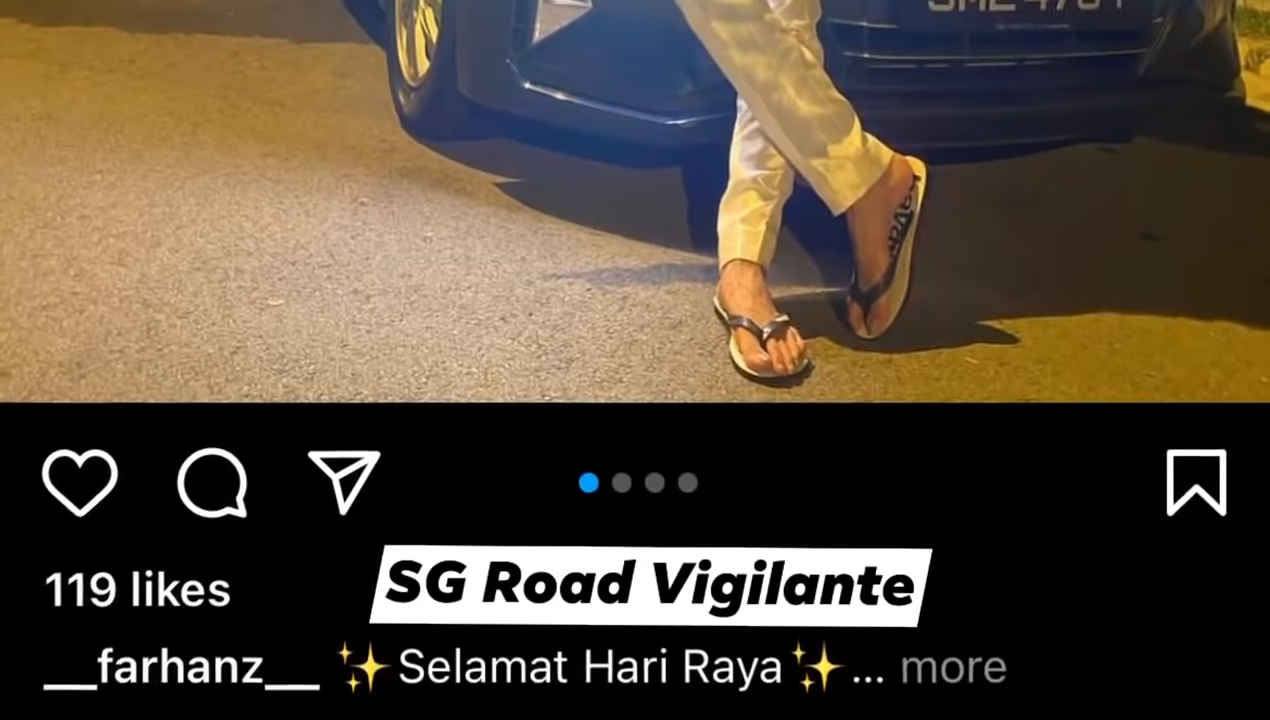 119 likes
SG Road Vigilante
__farhanz__ ✨Selamat Hari Raya✨... more